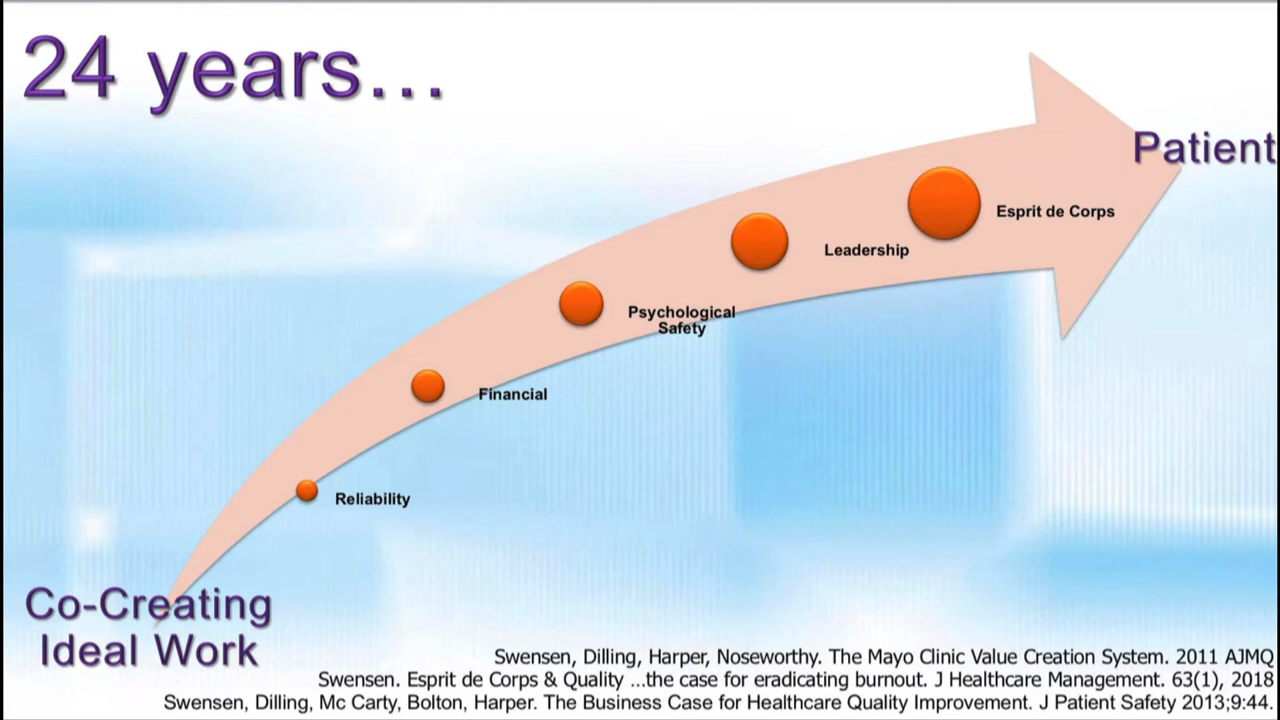 24 years...
Patient
Esprit de Corps
Leadership
Psychological
Safety
Financial
Reliability
Co-Creating
Ideal Work
Swensen, Dilling, Harper, Noseworthy. The Mayo Clinic Value Creation System. 2011 AJMQ
Swensen. Esprit de Corps & Quality ...the case for eradicating burnout. J Healthcare Management. 63(1), 2018
Swensen, Dilling, Mc Carty, Bolton, Harper. The Business Case for Healthcare Quality Improvement. J Patient Safety 2013;9:44.